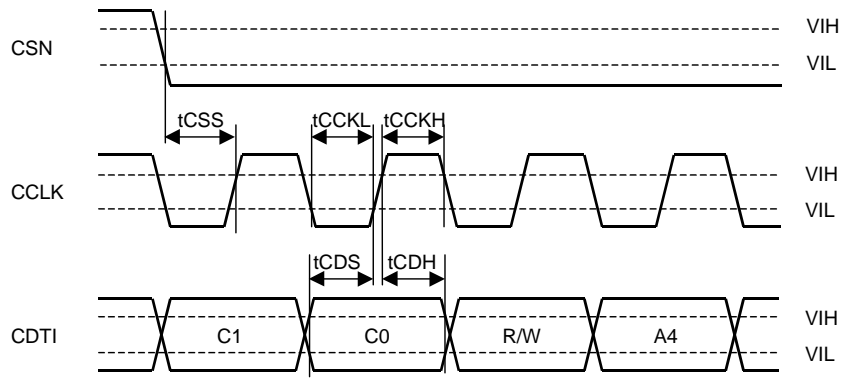 CSN
VIH
VIL
tCSS
tCCKL
tCCKH
CCLK
VIH
VIL
tCDS
tCDH
CDTI
C1
C0
R/W
A4
VIH
VIL